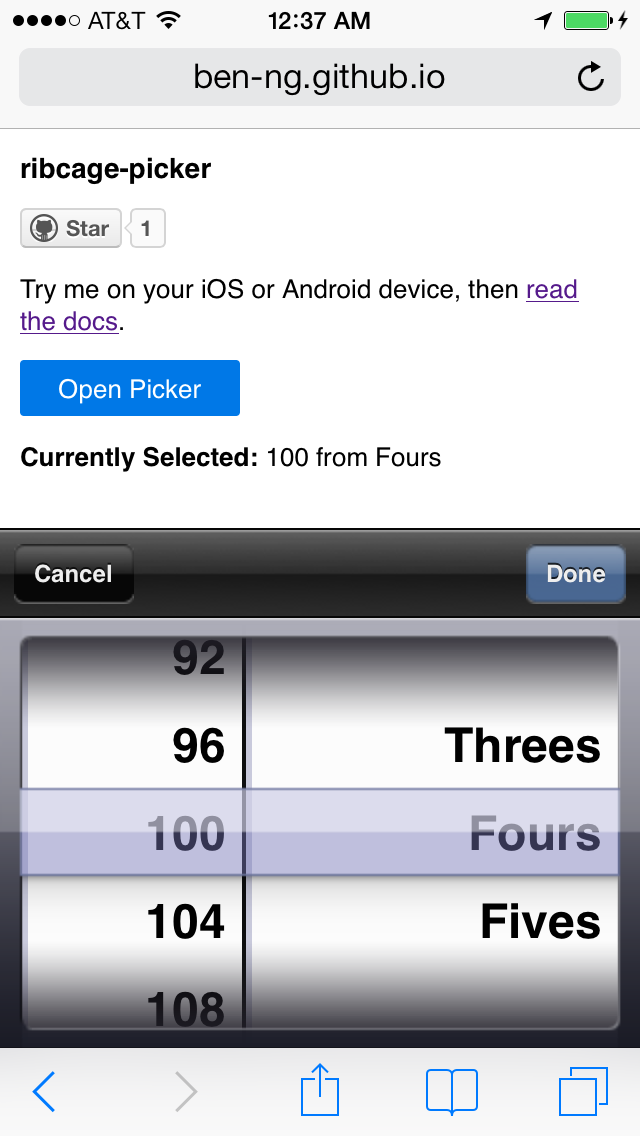 AT&T 12:37 AM
ben-ng.github.io
ribcage-picker
Star 1
Try me on your iOS or Android device, then read
the docs.
Open Picker
Currently Selected: 100 from Fours
Cancel Done
92
96 Threes
100 Fours
104 Fives
108